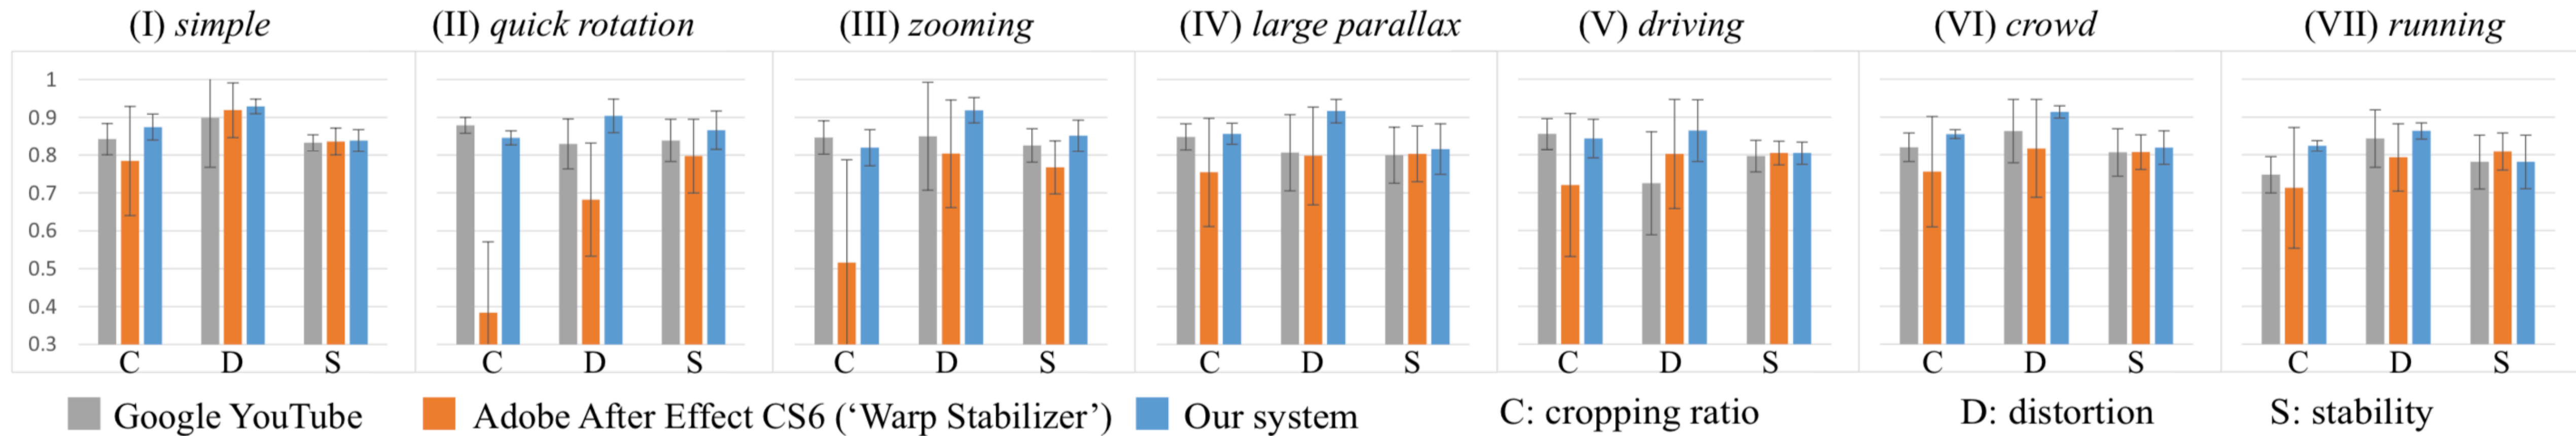 (I) simple (II) quick rotation (III) zooming (IV) large parallax (V) driving (VI) crowd (VII) running
1
0.9
0.8
0.7
0.6
0.5
0.4
0.3
C D S C D S C D S C D S C D S C D S C D S
Google YouTube Adobe After Effect CS6 (‘Warp Stabilizer’) Our system C: cropping ratio D: distortion S: stability